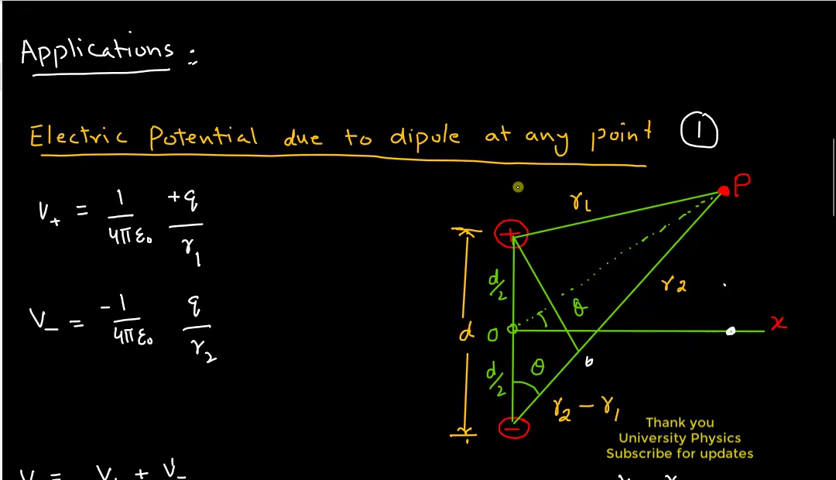 Applications :
Electric Potential due to dipole at any point 1
V₊ = 1/4πε₀ +q/r₁
V₋ = -1/4πε₀ q/r₂
P
r₁
+
d/2
θ
r₂
d
O
x
d/2
θ
b
r₂ - r₁
−
Thank you
University Physics
Subscribe for updates
V₊ + V₋